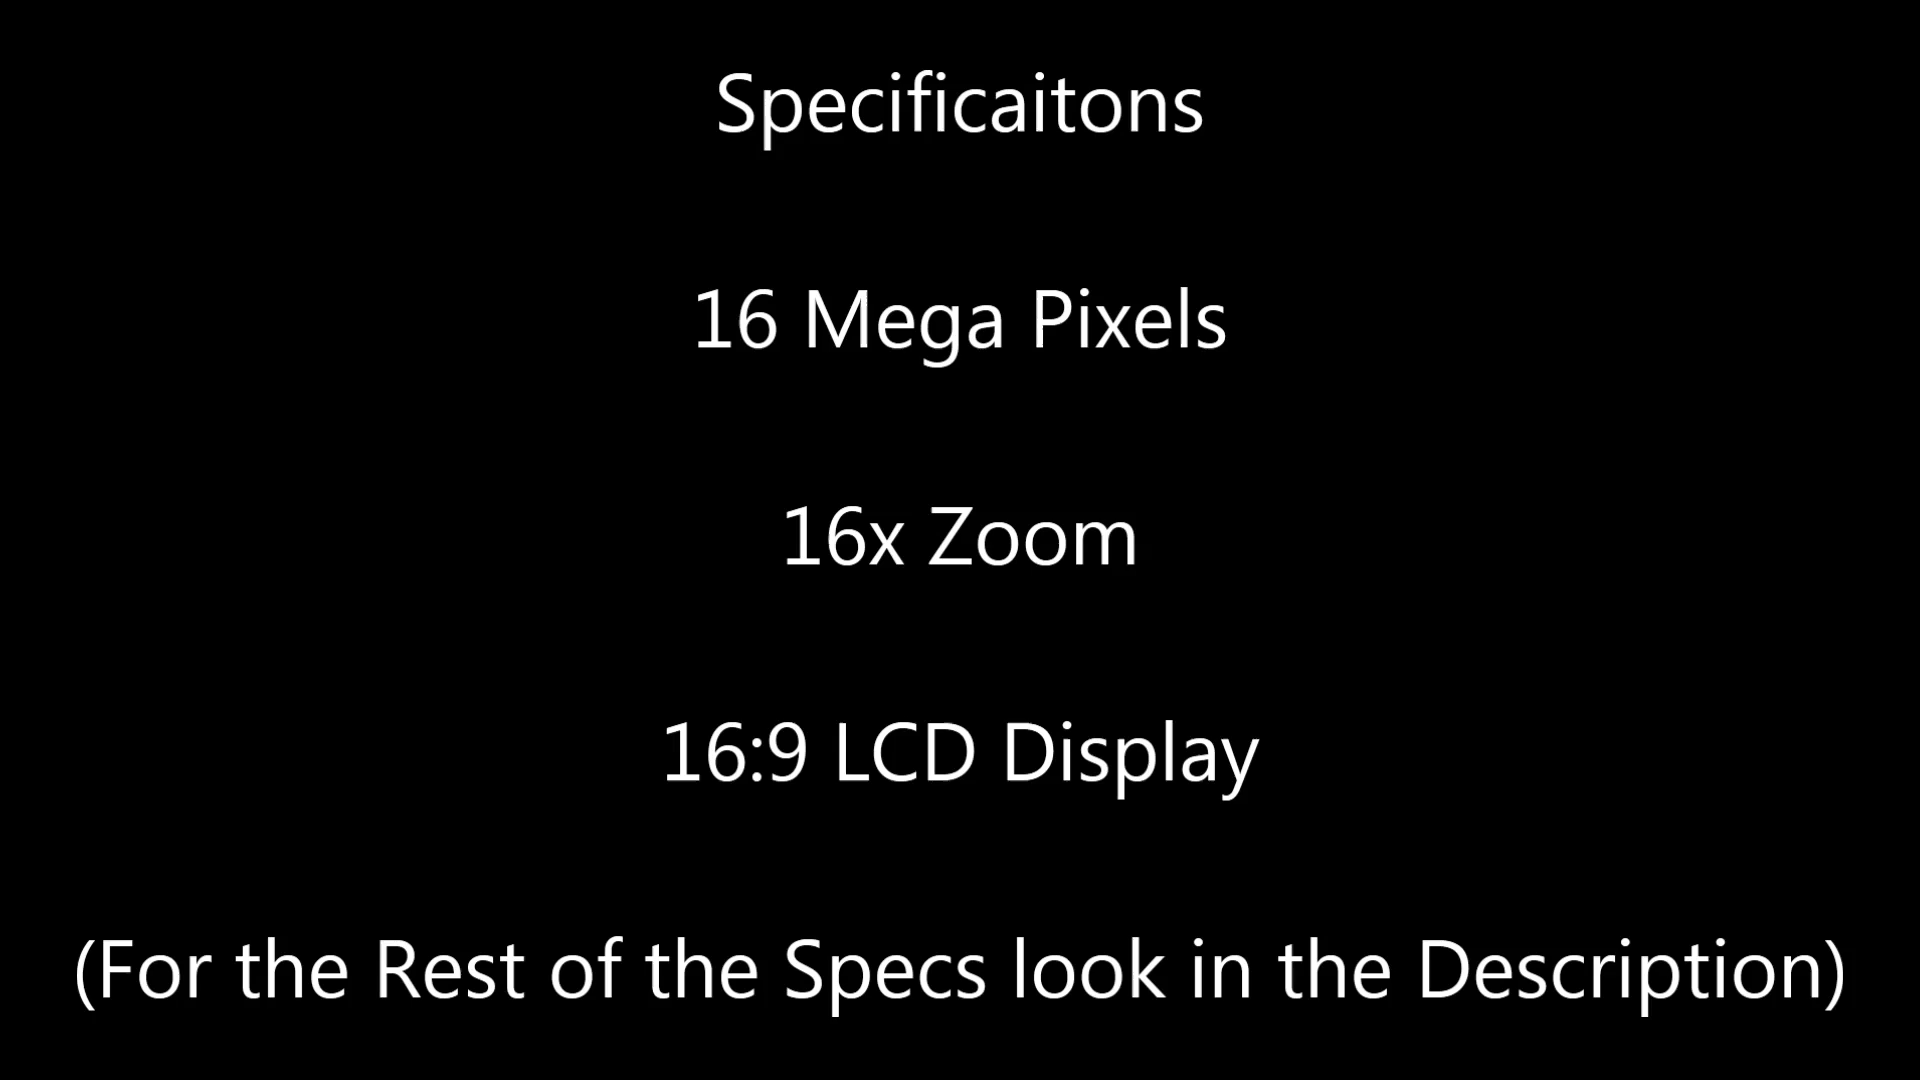 Specificaitons
16 Mega Pixels
16x Zoom
16:9 LCD Display
(For the Rest of the Specs look in the Description)